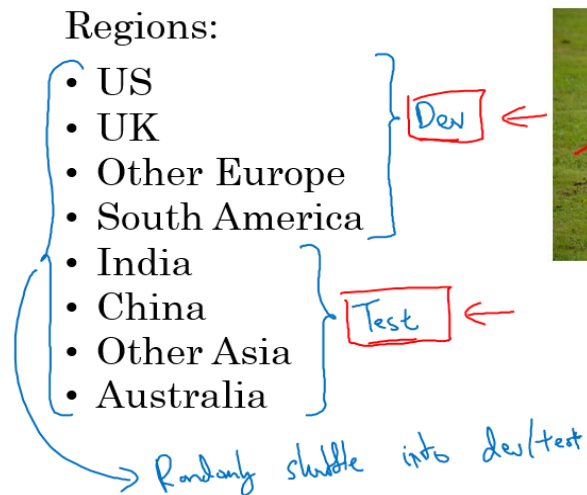 Regions:
• US
• UK
• Other Europe
• South America
• India
• China
• Other Asia
• Australia
Dev
Test
Randomly shuffle into dev/test